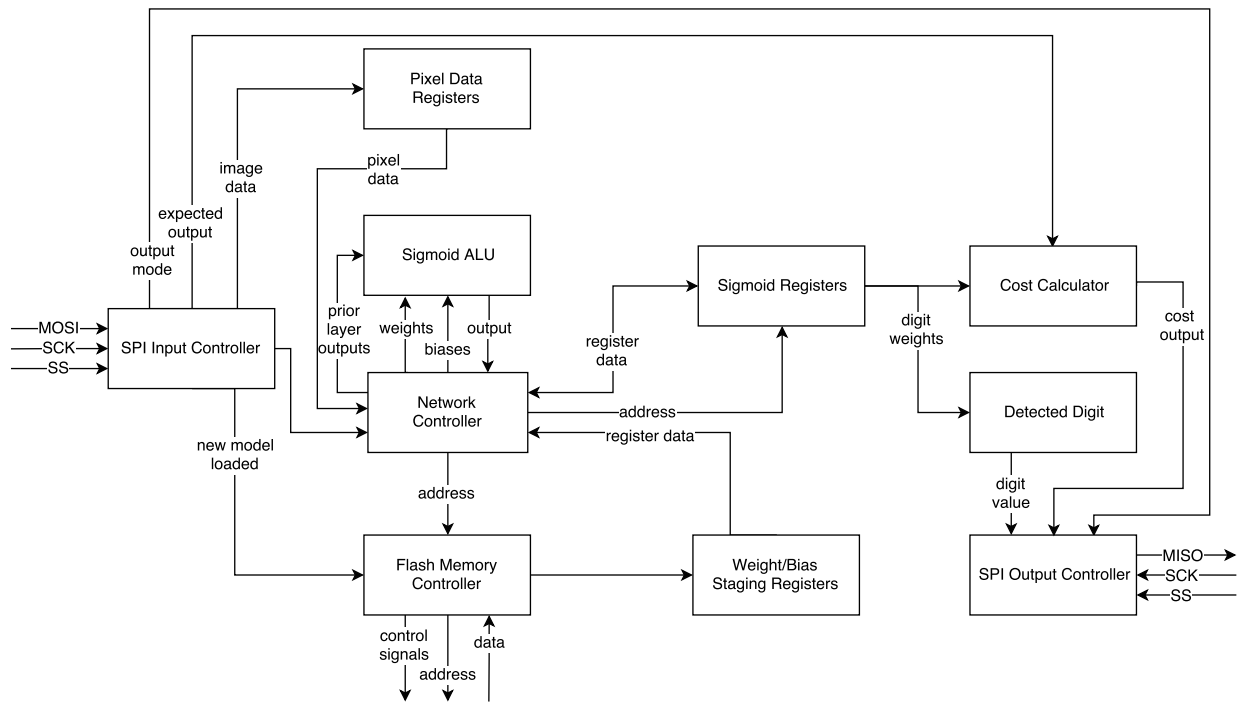 Pixel Data
Registers
image
data
pixel
data
expected
output
output
mode
Sigmoid ALU
Sigmoid Registers
Cost Calculator
prior
layer
outputs
weights
biases
output
MOSI
SCK
SS
SPI Input Controller
register
data
digit
weights
cost
output
Network
Controller
address
register data
Detected Digit
new model
loaded
address
digit
value
Flash Memory
Controller
Weight/Bias
Staging Registers
SPI Output Controller
MISO
SCK
SS
control
signals
address
data